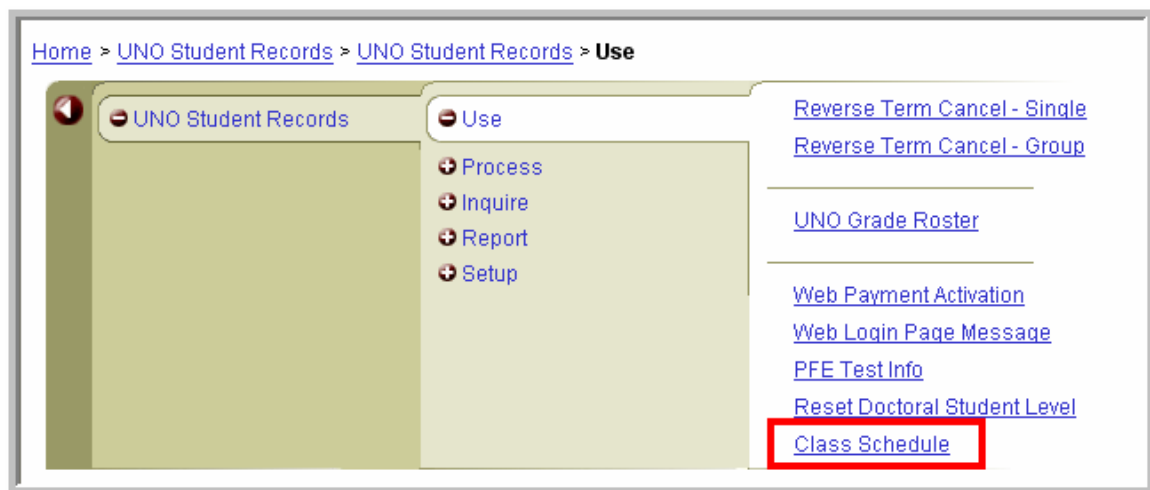 Home > UNO Student Records > UNO Student Records > Use
UNO Student Records
Use
Process
Inquire
Report
Setup
Reverse Term Cancel - Single
Reverse Term Cancel - Group
UNO Grade Roster
Web Payment Activation
Web Login Page Message
PFE Test Info
Reset Doctoral Student Level
Class Schedule